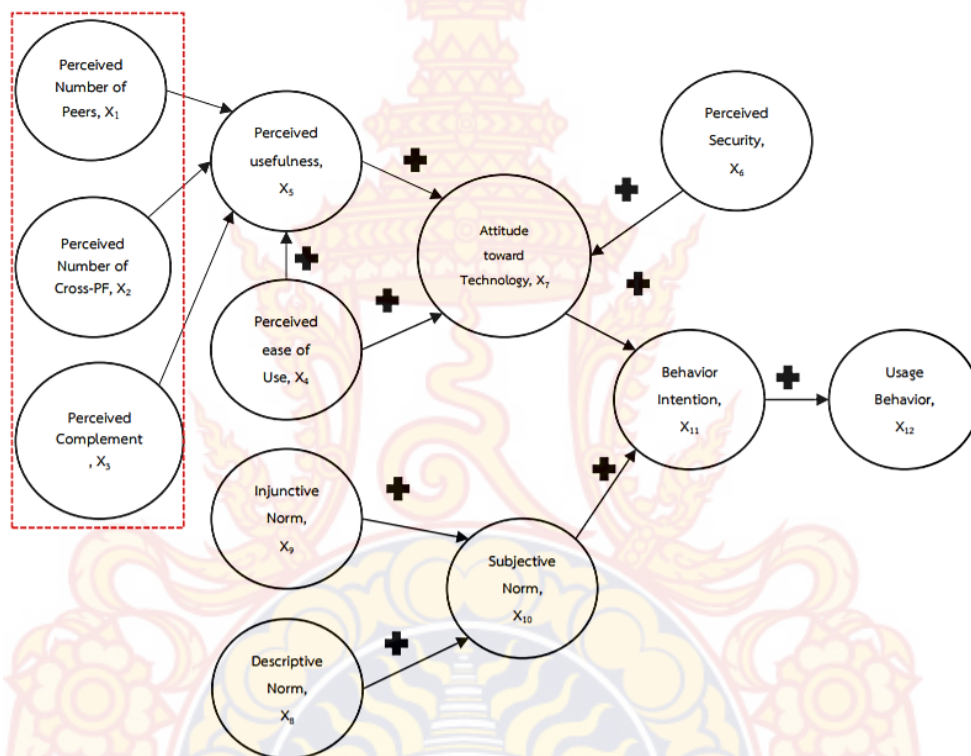 Perceived
Number of
Peers, X₁
Perceived
Number of
Cross-PF, X₂
Perceived
Complement
, X₃
Perceived
usefulness,
X₅
Perceived
ease of
Use, X₄
Injunctive
Norm,
X₉
Descriptive
Norm,
X₈
Attitude
toward
Technology, X₇
Subjective
Norm,
X₁₀
Perceived
Security,
X₆
Behavior
Intention,
X₁₁
Usage
Behavior,
X₁₂